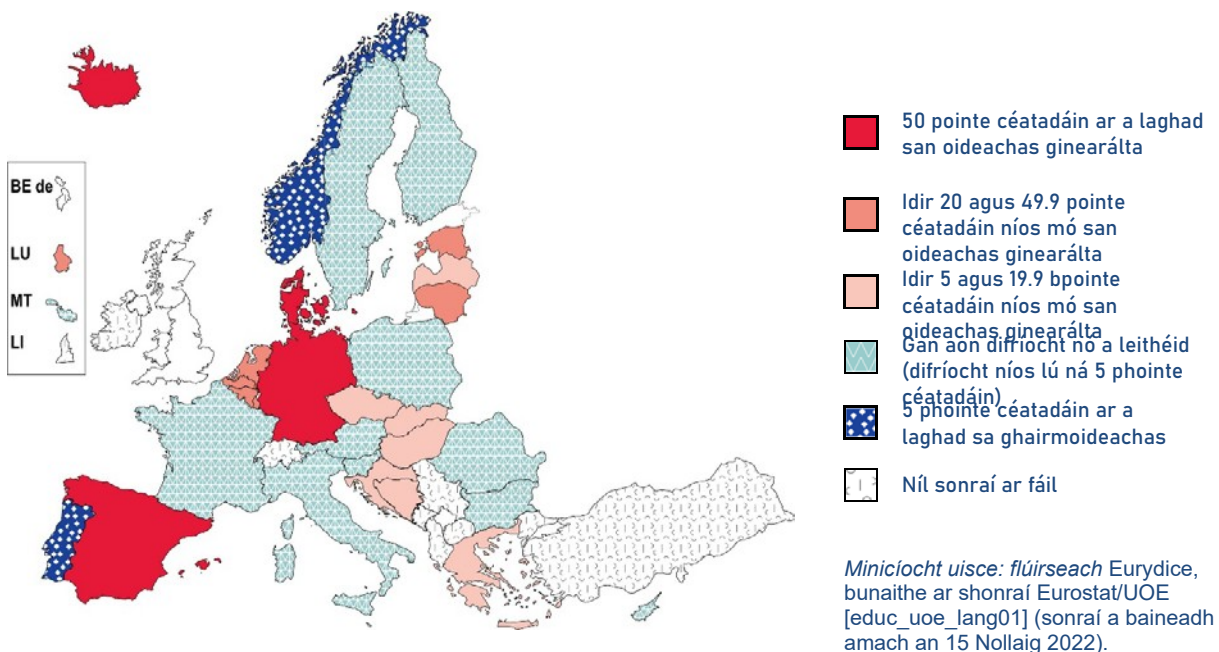 BE de
LU
MT
LI
50 pointe céatadáin ar a laghad
san oideachas ginearálta
Idir 20 agus 49.9 pointe
céatadáin níos mó san
oideachas ginearálta
Idir 5 agus 19.9 bpointe
céatadáin níos mó san
oideachas ginearálta
Gan aon difríocht nó a leithéid
(difríocht níos lú ná 5 phointe
céatadáin)
5 phointe céatadáin ar a
laghad sa ghairmoideachas
Níl sonraí ar fáil
Minicíocht uisce: flúirseach Eurydice,
bunaithe ar shonraí Eurostat/UOE
[educ_uoe_lang01] (sonraí a baineadh
amach an 15 Nollaig 2022).